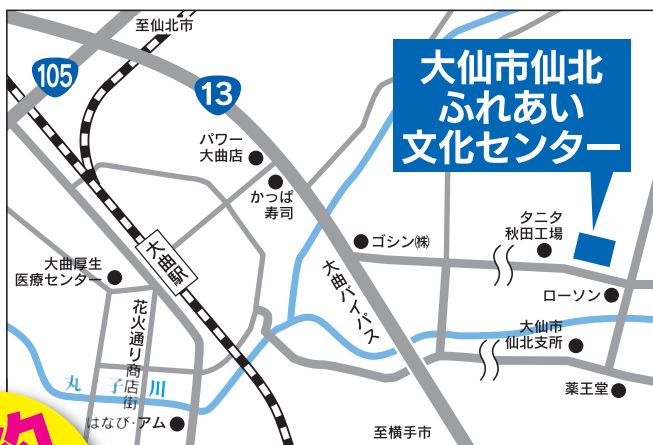 至仙北市
105
13
大仙市仙北
ふれあい
文化センター
パワー
大曲店
かっぱ
寿司
タニタ
秋田工場
ゴシン㈱
大曲駅
大曲バイパス
大曲厚生
医療センター
ローソン
花火通り商店街
大仙市
仙北支所
丸子川
薬王堂
はなび・アム
至横手市
約